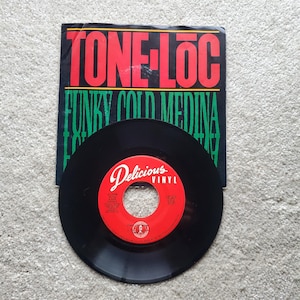 TONE-LŌC
FUNKY COLD MEDINA
Delicious
VINYL